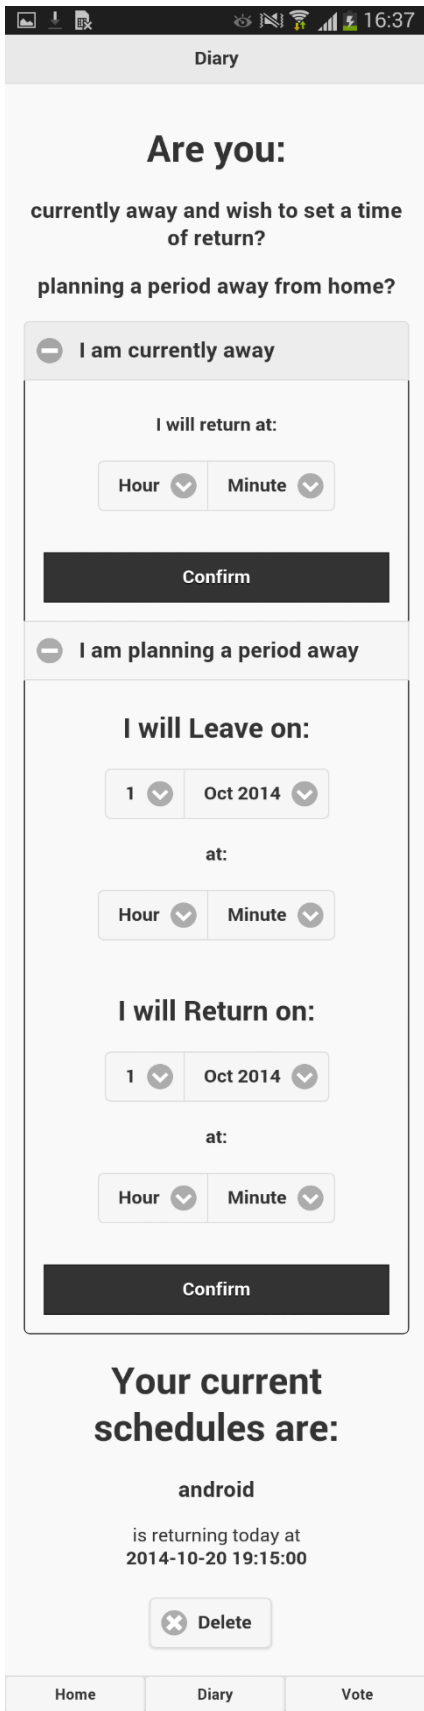 16:37
Diary
Are you:
currently away and wish to set a time
of return?
planning a period away from home?
I am currently away
I will return at:
Hour Minute
Confirm
I am planning a period away
I will Leave on:
1 Oct 2014
at:
Hour Minute
I will Return on:
1 Oct 2014
at:
Hour Minute
Confirm
Your current
schedules are:
android
is returning today at
2014-10-20 19:15:00
Delete
Home Diary Vote